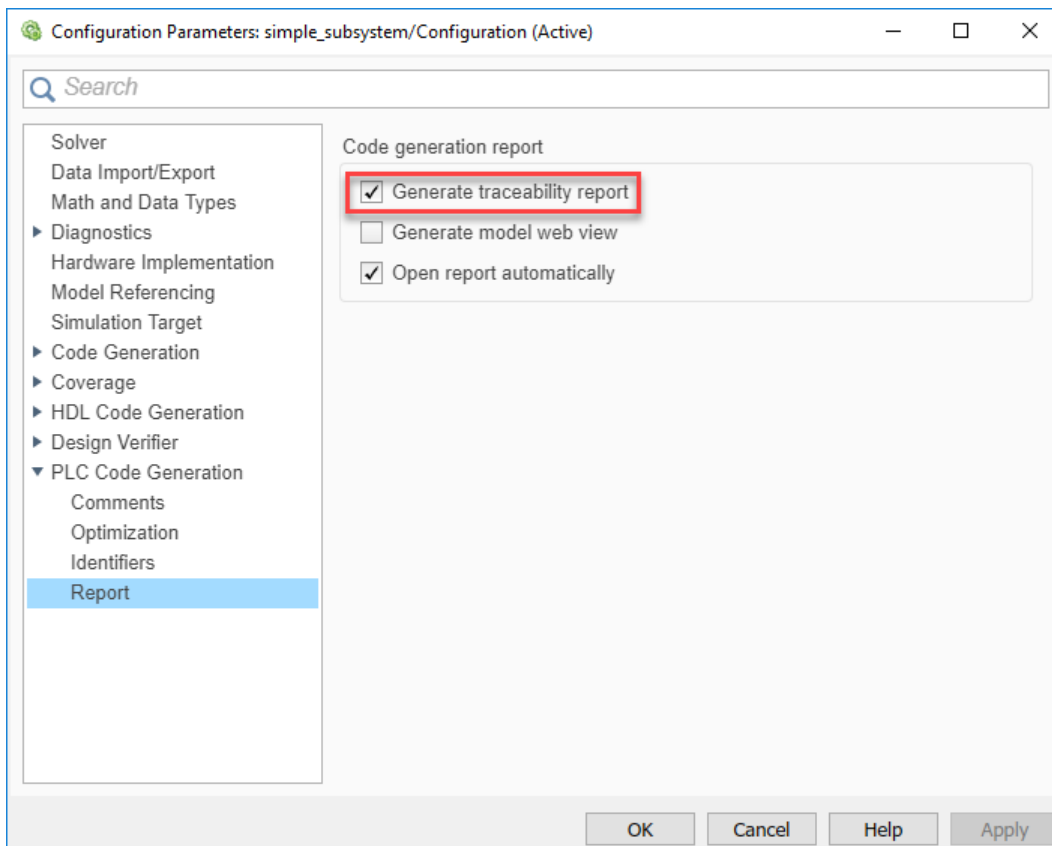 Configuration Parameters: simple_subsystem/Configuration (Active)
Search
Solver
Data Import/Export
Math and Data Types
Diagnostics
Hardware Implementation
Model Referencing
Simulation Target
Code Generation
Coverage
HDL Code Generation
Design Verifier
PLC Code Generation
Comments
Optimization
Identifiers
Report
Code generation report
Generate traceability report
Generate model web view
Open report automatically
OK
Cancel
Help
Apply